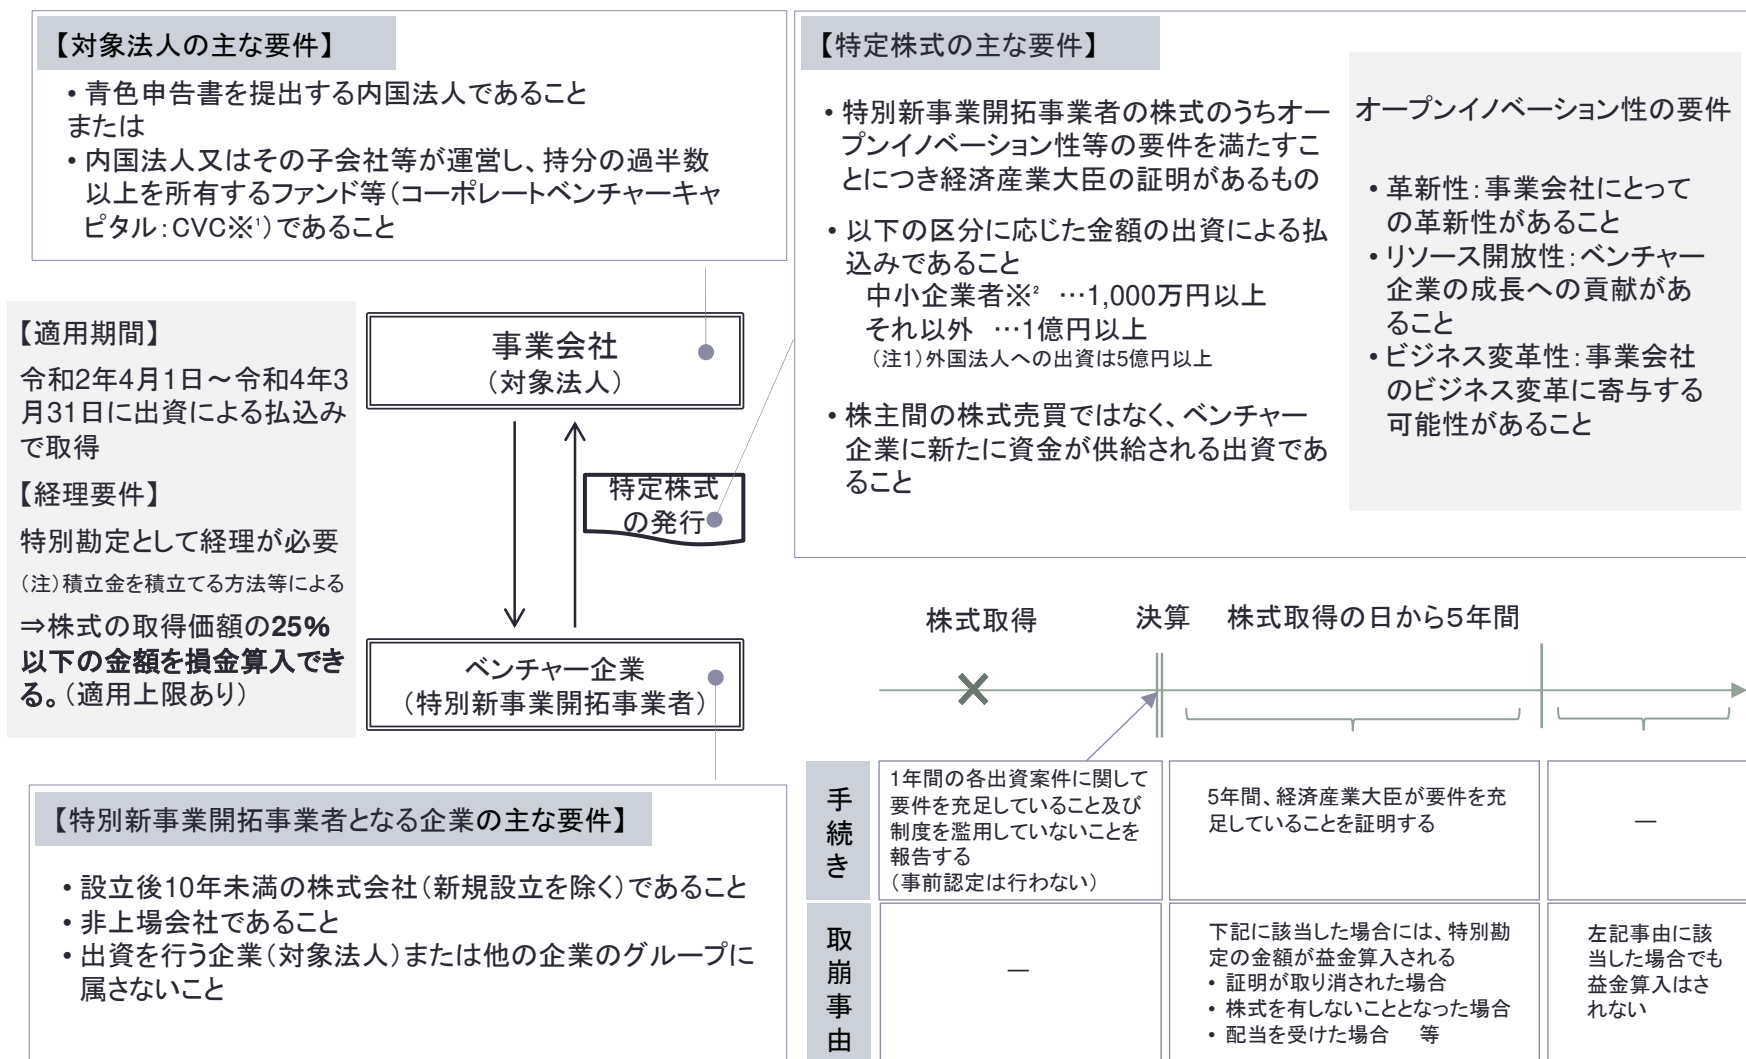 【対象法人の主な要件】
• 青色申告書を提出する内国法人であること
または
• 内国法人又はその子会社等が運営し、持分の過半数
以上を所有するファンド等（コーポレートベンチャーキャ
ピタル：CVC※¹）であること
【特定株式の主な要件】
• 特別新事業開拓事業者の株式のうちオー
プンイノベーション性等の要件を満たすこ
とにつき経済産業大臣の証明があるもの
• 以下の区分に応じた金額の出資による払
込みであること
中小企業者※² …1,000万円以上
それ以外 …1億円以上
（注1）外国法人への出資は5億円以上
• 株主間の株式売買ではなく、ベンチャー
企業に新たに資金が供給される出資であ
ること
オープンイノベーション性の要件
• 革新性：事業会社にとって
の革新性があること
• リソース開放性：ベンチャー
企業の成長への貢献があ
ること
• ビジネス変革性：事業会社
のビジネス変革に寄与する
可能性があること
【適用期間】
令和2年4月1日～令和4年3
月31日に出資による払込み
で取得
【経理要件】
特別勘定として経理が必要
（注）積立金を積立てる方法等による
⇒株式の取得価額の25%
以下の金額を損金算入でき
る。（適用上限あり）
事業会社
（対象法人）
特定株式
の発行
ベンチャー企業
（特別新事業開拓事業者）
【特別新事業開拓事業者となる企業の主な要件】
• 設立後10年未満の株式会社（新規設立を除く）であること
• 非上場会社であること
• 出資を行う企業（対象法人）または他の企業のグループに
属さないこと
株式取得 決算 株式取得の日から５年間
手続き
1年間の各出資案件に関して
要件を充足していること及び
制度を濫用していないことを
報告する
（事前認定は行わない）
5年間、経済産業大臣が要件を充
足していることを証明する
―
取崩事由
―
下記に該当した場合には、特別勘
定の金額が益金算入される
• 証明が取り消された場合
• 株式を有しないこととなった場合
• 配当を受けた場合 等
左記事由に該
当した場合でも
益金算入はさ
れない